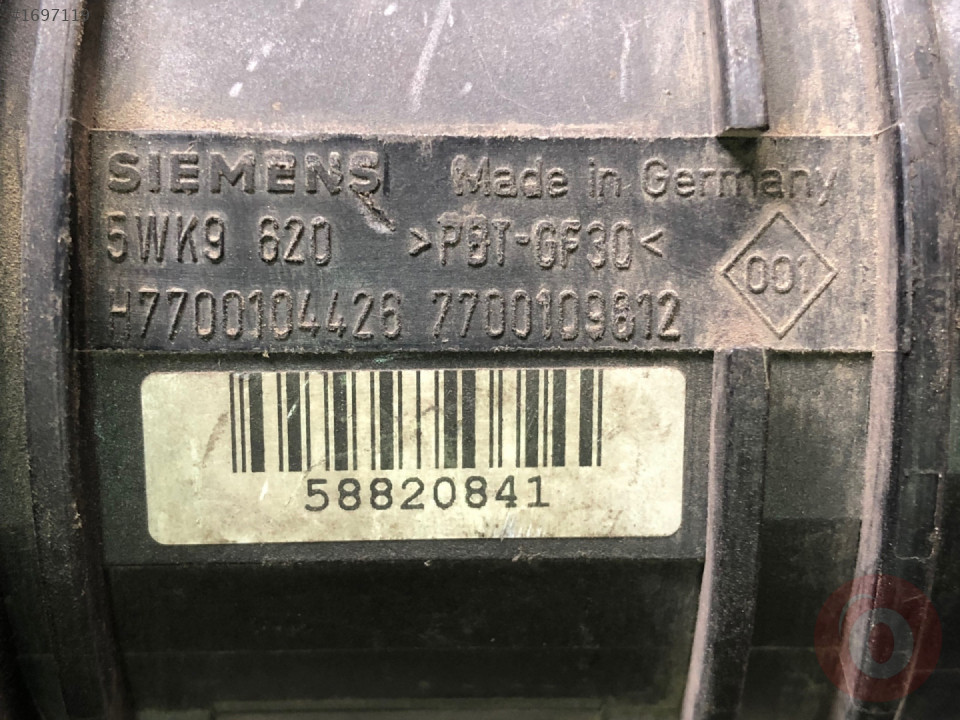 SIEMENS Made in Germany
5WK9 620 >PBT-GF30<
001
H7700104426 7700109812
58820841